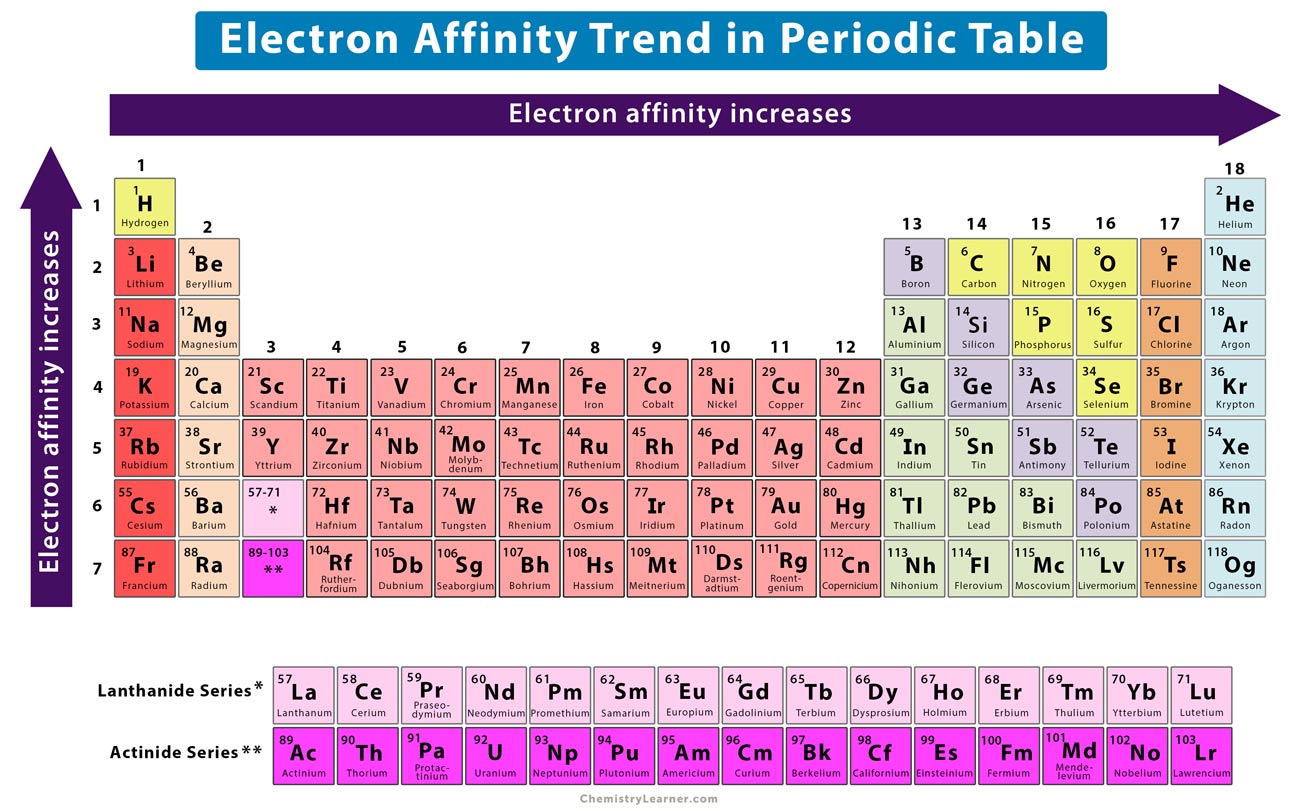 Electron Affinity Trend in Periodic Table
Electron affinity increases
Electron affinity increases
1
18
1
1 H Hydrogen
2 He Helium
2
13 14 15 16 17
2
3 Li Lithium
4 Be Beryllium
5 B Boron
6 C Carbon
7 N Nitrogen
8 O Oxygen
9 F Fluorine
10 Ne Neon
3
11 Na Sodium
12 Mg Magnesium
13 Al Aluminium
14 Si Silicon
15 P Phosphorus
16 S Sulfur
17 Cl Chlorine
18 Ar Argon
3 4 5 6 7 8 9 10 11 12
4
19 K Potassium
20 Ca Calcium
21 Sc Scandium
22 Ti Titanium
23 V Vanadium
24 Cr Chromium
25 Mn Manganese
26 Fe Iron
27 Co Cobalt
28 Ni Nickel
29 Cu Copper
30 Zn Zinc
31 Ga Gallium
32 Ge Germanium
33 As Arsenic
34 Se Selenium
35 Br Bromine
36 Kr Krypton
5
37 Rb Rubidium
38 Sr Strontium
39 Y Yttrium
40 Zr Zirconium
41 Nb Niobium
42 Mo Molyb-
denum
43 Tc Technetium
44 Ru Ruthenium
45 Rh Rhodium
46 Pd Palladium
47 Ag Silver
48 Cd Cadmium
49 In Indium
50 Sn Tin
51 Sb Antimony
52 Te Tellurium
53 I Iodine
54 Xe Xenon
6
55 Cs Cesium
56 Ba Barium
57-71 *
72 Hf Hafnium
73 Ta Tantalum
74 W Tungsten
75 Re Rhenium
76 Os Osmium
77 Ir Iridium
78 Pt Platinum
79 Au Gold
80 Hg Mercury
81 Tl Thallium
82 Pb Lead
83 Bi Bismuth
84 Po Polonium
85 At Astatine
86 Rn Radon
7
87 Fr Francium
88 Ra Radium
89-103 **
104 Rf Ruther-
fordium
105 Db Dubnium
106 Sg Seaborgium
107 Bh Bohrium
108 Hs Hassium
109 Mt Meitnerium
110 Ds Darmst-
adtium
111 Rg Roent-
genium
112 Cn Copernicium
113 Nh Nihonium
114 Fl Flerovium
115 Mc Moscovium
116 Lv Livermorium
117 Ts Tennessine
118 Og Oganesson
Lanthanide Series*
57 La Lanthanum
58 Ce Cerium
59 Pr Praseo-
dymium
60 Nd Neodymium
61 Pm Promethium
62 Sm Samarium
63 Eu Europium
64 Gd Gadolinium
65 Tb Terbium
66 Dy Dysprosium
67 Ho Holmium
68 Er Erbium
69 Tm Thulium
70 Yb Ytterbium
71 Lu Lutetium
Actinide Series**
89 Ac Actinium
90 Th Thorium
91 Pa Protac-
tinium
92 U Uranium
93 Np Neptunium
94 Pu Plutonium
95 Am Americium
96 Cm Curium
97 Bk Berkelium
98 Cf Californium
99 Es Einsteinium
100 Fm Fermium
101 Md Mende-
levium
102 No Nobelium
103 Lr Lawrencium
ChemistryLearner.com